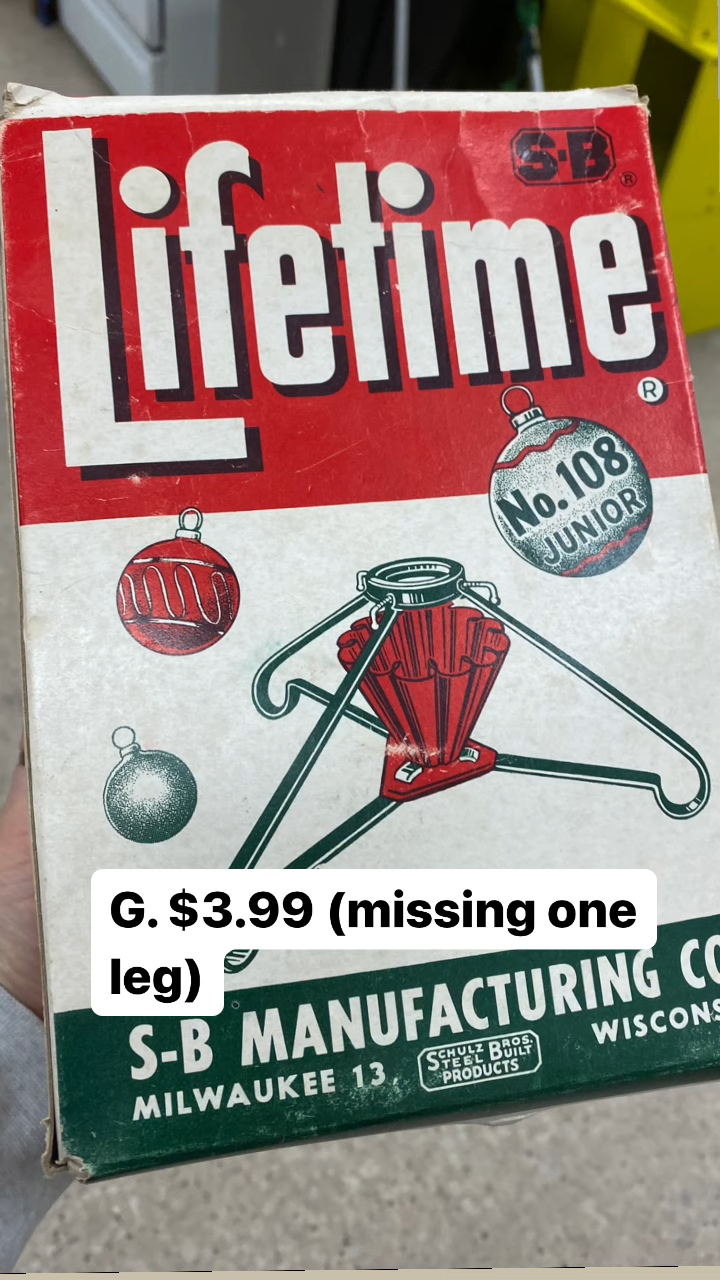 S·B
®
Lifetime
®
No. 108
JUNIOR
G. $3.99 (missing one
leg)
S-B MANUFACTURING CO
MILWAUKEE 13,
SCHULZ BROS.
STEEL BUILT
PRODUCTS
WISCONS